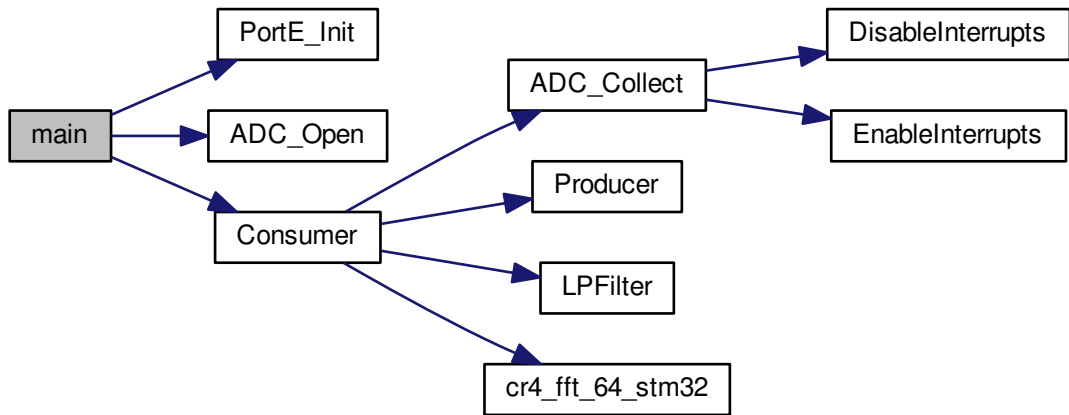 main
PortE_Init
ADC_Open
Consumer
ADC_Collect
Producer
LPFilter
cr4_fft_64_stm32
DisableInterrupts
EnableInterrupts